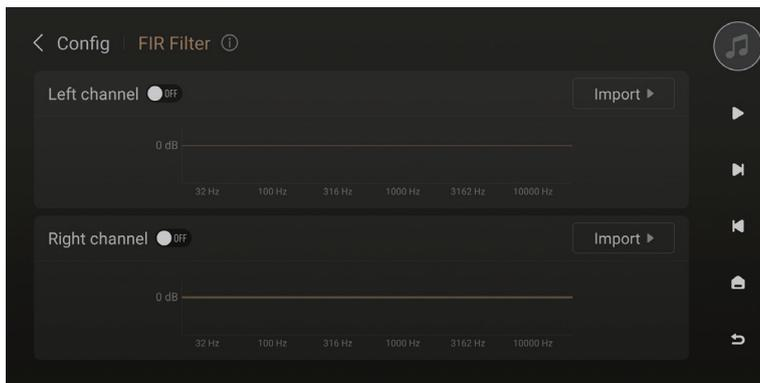 Config | FIR Filter
Left channel OFF Import
0 dB
32 Hz 100 Hz 316 Hz 1000 Hz 3162 Hz 10000 Hz
Right channel OFF Import
0 dB
32 Hz 100 Hz 316 Hz 1000 Hz 3162 Hz 10000 Hz